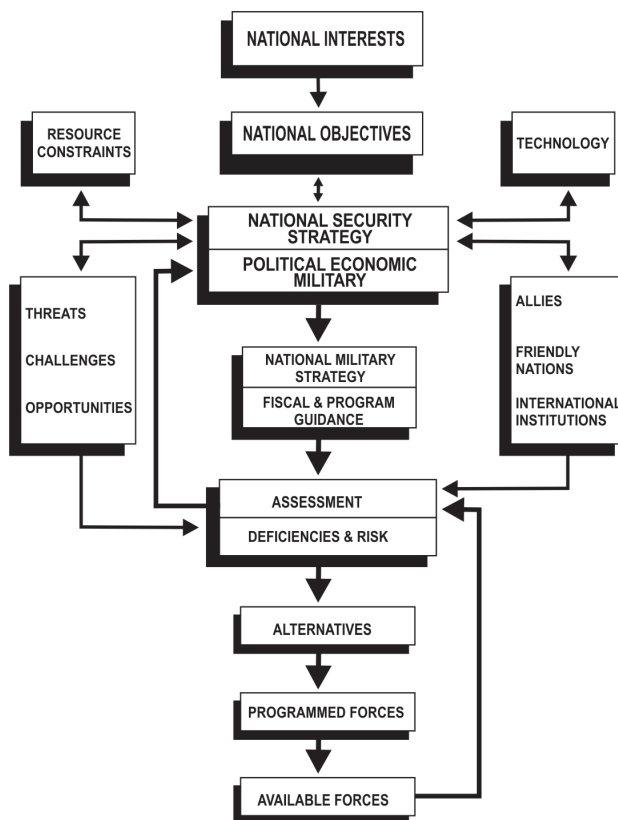 NATIONAL INTERESTS
NATIONAL OBJECTIVES
RESOURCE
CONSTRAINTS
TECHNOLOGY
NATIONAL SECURITY
STRATEGY
POLITICAL ECONOMIC
MILITARY
THREATS
CHALLENGES
OPPORTUNITIES
ALLIES
FRIENDLY
NATIONS
INTERNATIONAL
INSTITUTIONS
NATIONAL MILITARY
STRATEGY
FISCAL & PROGRAM
GUIDANCE
ASSESSMENT
DEFICIENCIES & RISK
ALTERNATIVES
PROGRAMMED FORCES
AVAILABLE FORCES